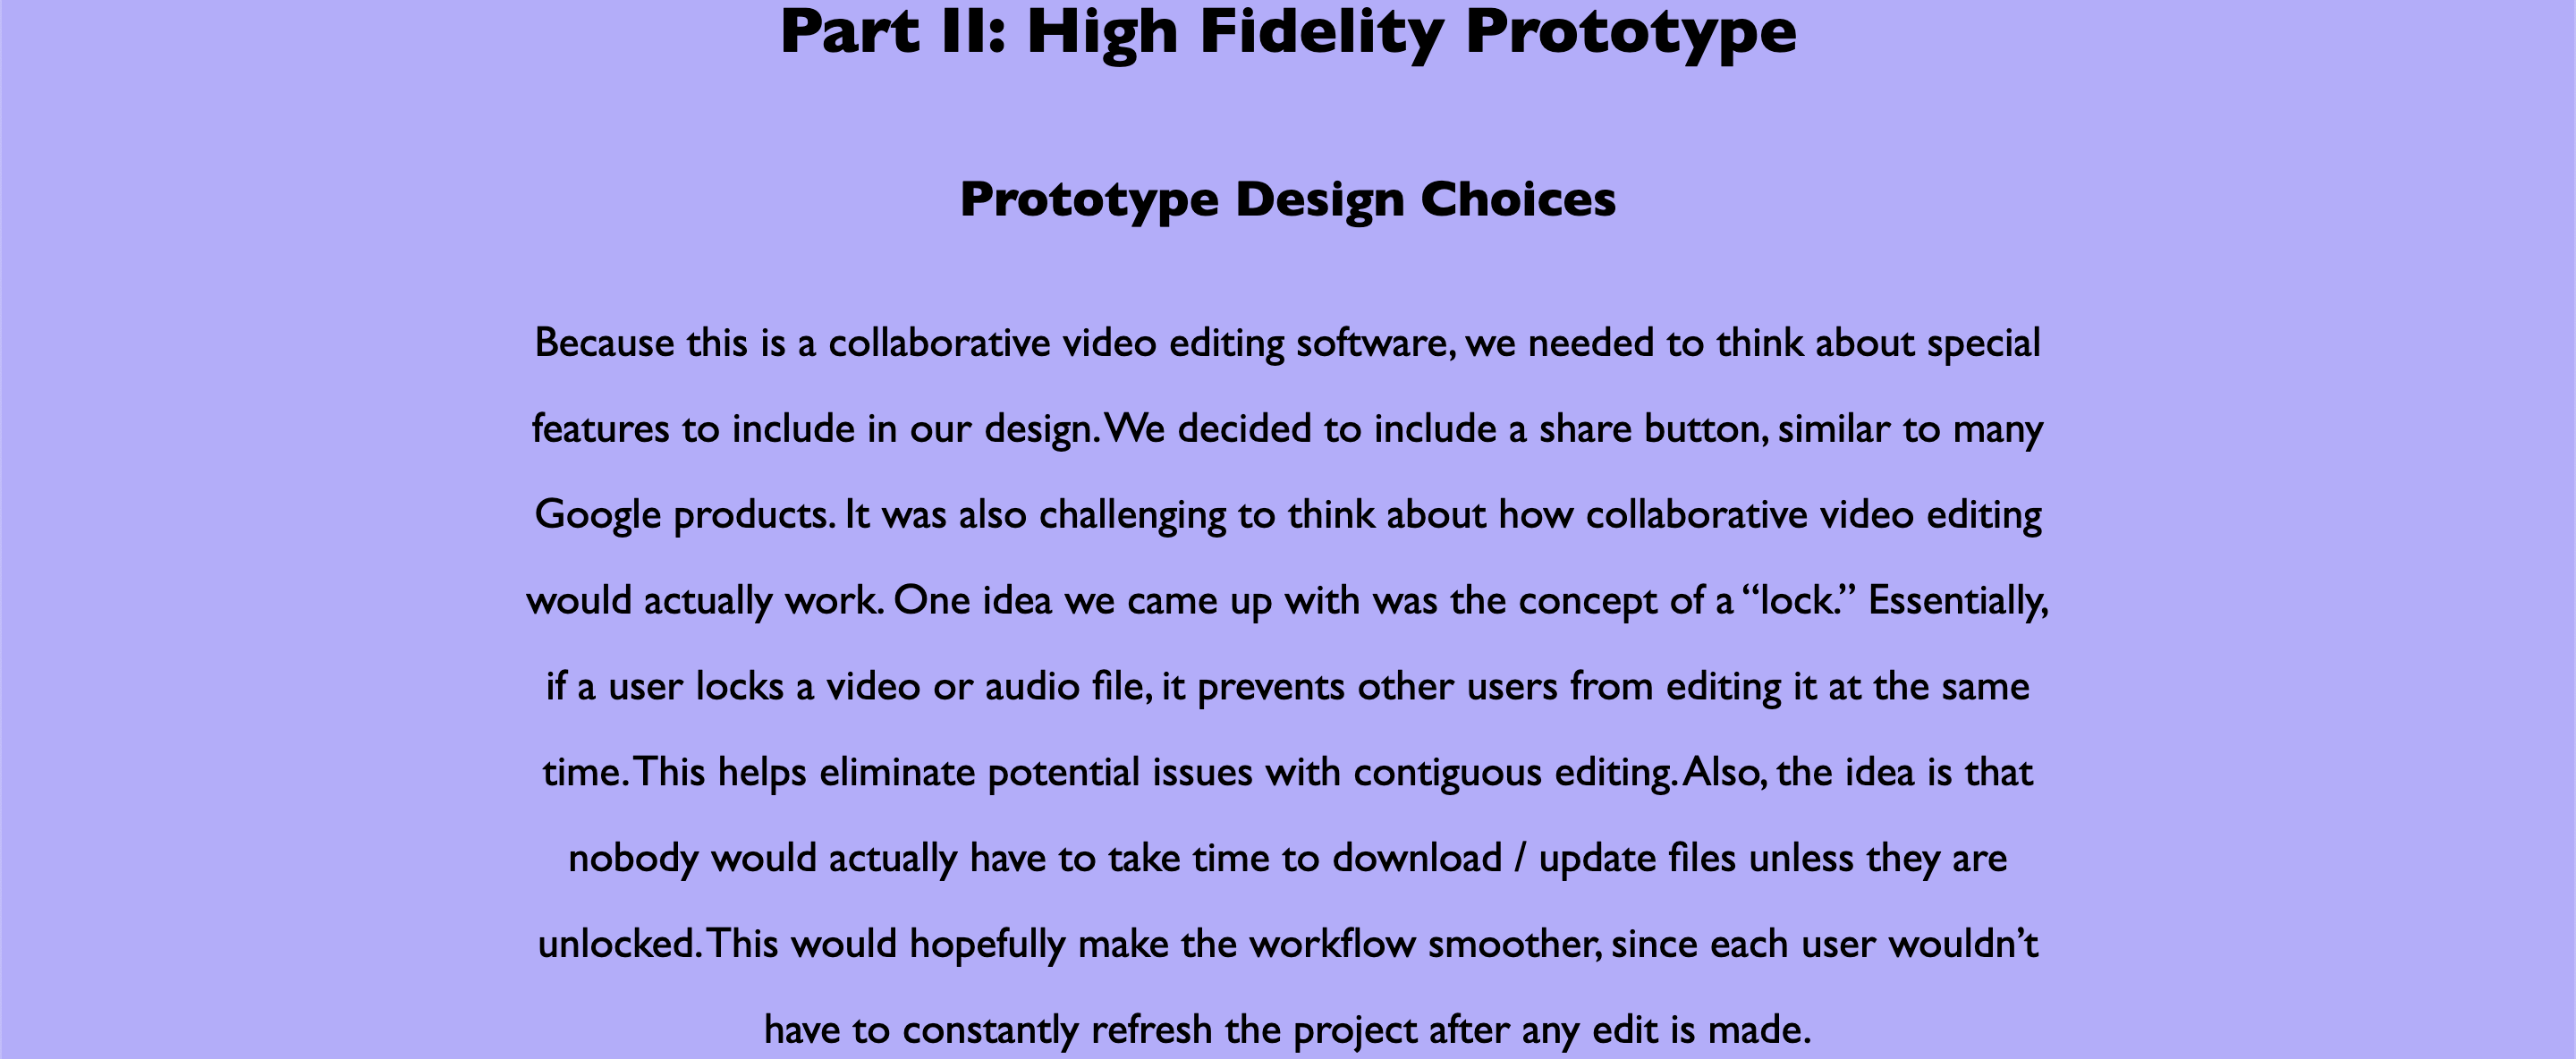 Part II: High Fidelity Prototype
Prototype Design Choices
Because this is a collaborative video editing software, we needed to think about special
features to include in our design. We decided to include a share button, similar to many
Google products. It was also challenging to think about how collaborative video editing
would actually work. One idea we came up with was the concept of a “lock.” Essentially,
if a user locks a video or audio file, it prevents other users from editing it at the same
time. This helps eliminate potential issues with contiguous editing. Also, the idea is that
nobody would actually have to take time to download / update files unless they are
unlocked. This would hopefully make the workflow smoother, since each user wouldn’t
have to constantly refresh the project after any edit is made.